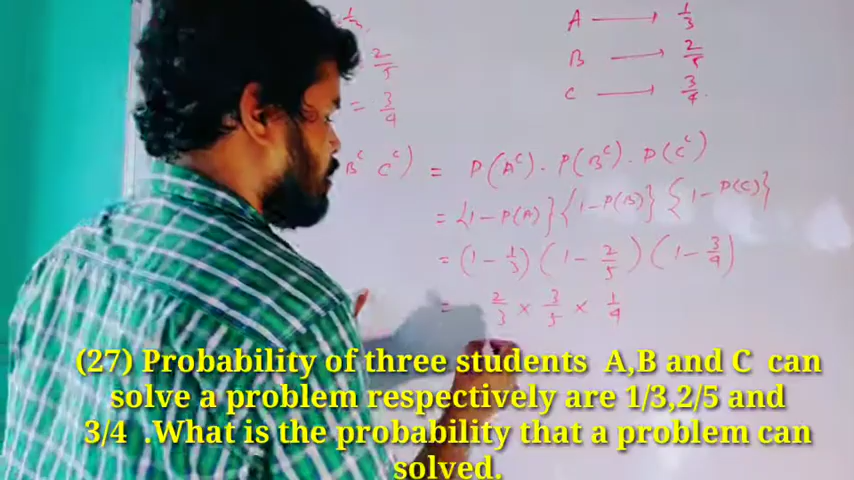 1/3
A ⟶ 1/3
2/5
B ⟶ 2/5
= 3/4
C ⟶ 3/4.
B^c C^c) = P(A^c) . P(B^c) . P(C^c)
= {1 - P(A)} {1 - P(B)} {1 - P(C)}
= (1 - 1/3) (1 - 2/5) (1 - 3/4)
= 2/3 × 3/5 × 1/4
(27) Probability of three students A,B and C can
solve a problem respectively are 1/3,2/5 and
3/4 .What is the probability that a problem can
solved.